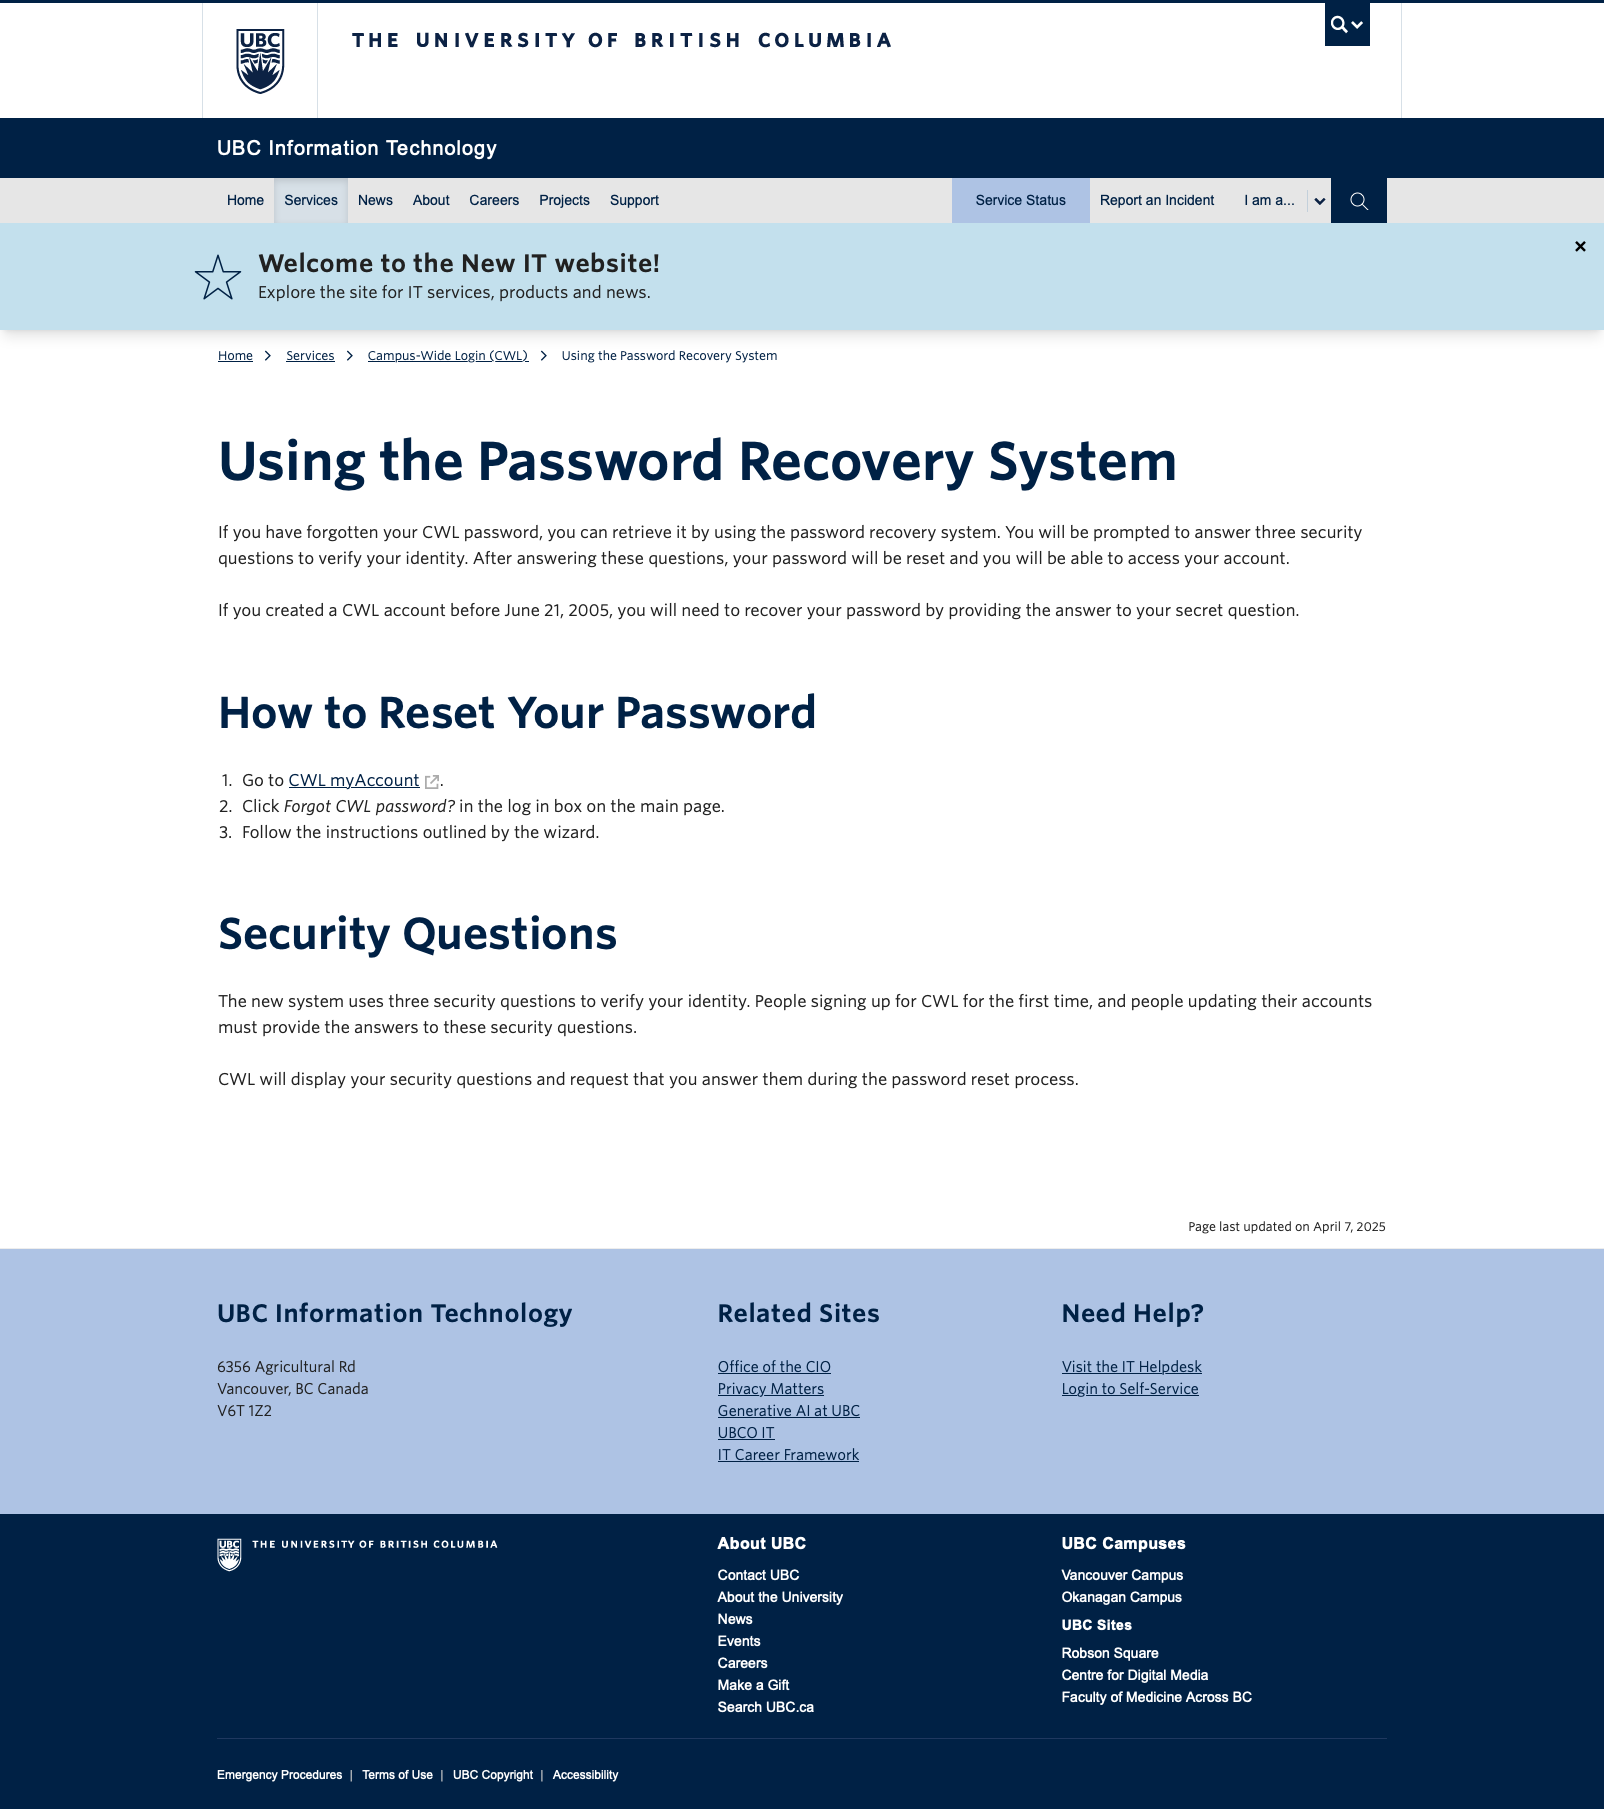 UBC
THE UNIVERSITY OF BRITISH COLUMBIA
UBC Information Technology
Home Services News About Careers Projects Support Service Status Report an Incident I am a...
Welcome to the New IT website!
Explore the site for IT services, products and news.
Home Services Campus-Wide Login (CWL) Using the Password Recovery System
Using the Password Recovery System
If you have forgotten your CWL password, you can retrieve it by using the password recovery system. You will be prompted to answer three security
questions to verify your identity. After answering these questions, your password will be reset and you will be able to access your account.
If you created a CWL account before June 21, 2005, you will need to recover your password by providing the answer to your secret question.
How to Reset Your Password
1. Go to CWL myAccount.
2. Click Forgot CWL password? in the log in box on the main page.
3. Follow the instructions outlined by the wizard.
Security Questions
The new system uses three security questions to verify your identity. People signing up for CWL for the first time, and people updating their accounts
must provide the answers to these security questions.
CWL will display your security questions and request that you answer them during the password reset process.
Page last updated on April 7, 2025
UBC Information Technology
6356 Agricultural Rd
Vancouver, BC Canada
V6T 1Z2
Related Sites
Office of the CIO
Privacy Matters
Generative AI at UBC
UBCO IT
IT Career Framework
Need Help?
Visit the IT Helpdesk
Login to Self-Service
UBC
THE UNIVERSITY OF BRITISH COLUMBIA
About UBC
Contact UBC
About the University
News
Events
Careers
Make a Gift
Search UBC.ca
UBC Campuses
Vancouver Campus
Okanagan Campus
UBC Sites
Robson Square
Centre for Digital Media
Faculty of Medicine Across BC
Emergency Procedures | Terms of Use | UBC Copyright | Accessibility